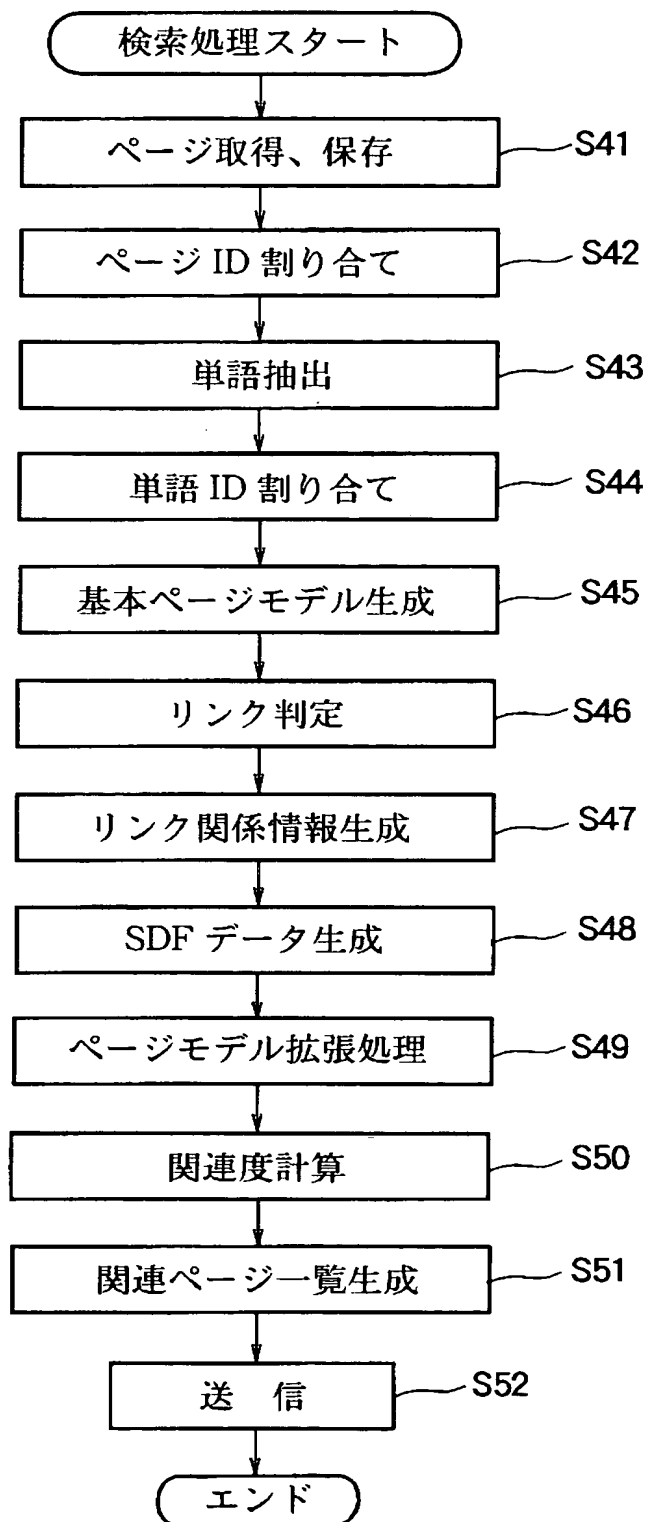 検索処理スタート
ページ取得、保存 S41
ページ ID 割り合て S42
単語抽出 S43
単語 ID 割り合て S44
基本ページモデル生成 S45
リンク判定 S46
リンク関係情報生成 S47
SDF データ生成 S48
ページモデル拡張処理 S49
関連度計算 S50
関連ページ一覧生成 S51
送 信 S52
エンド